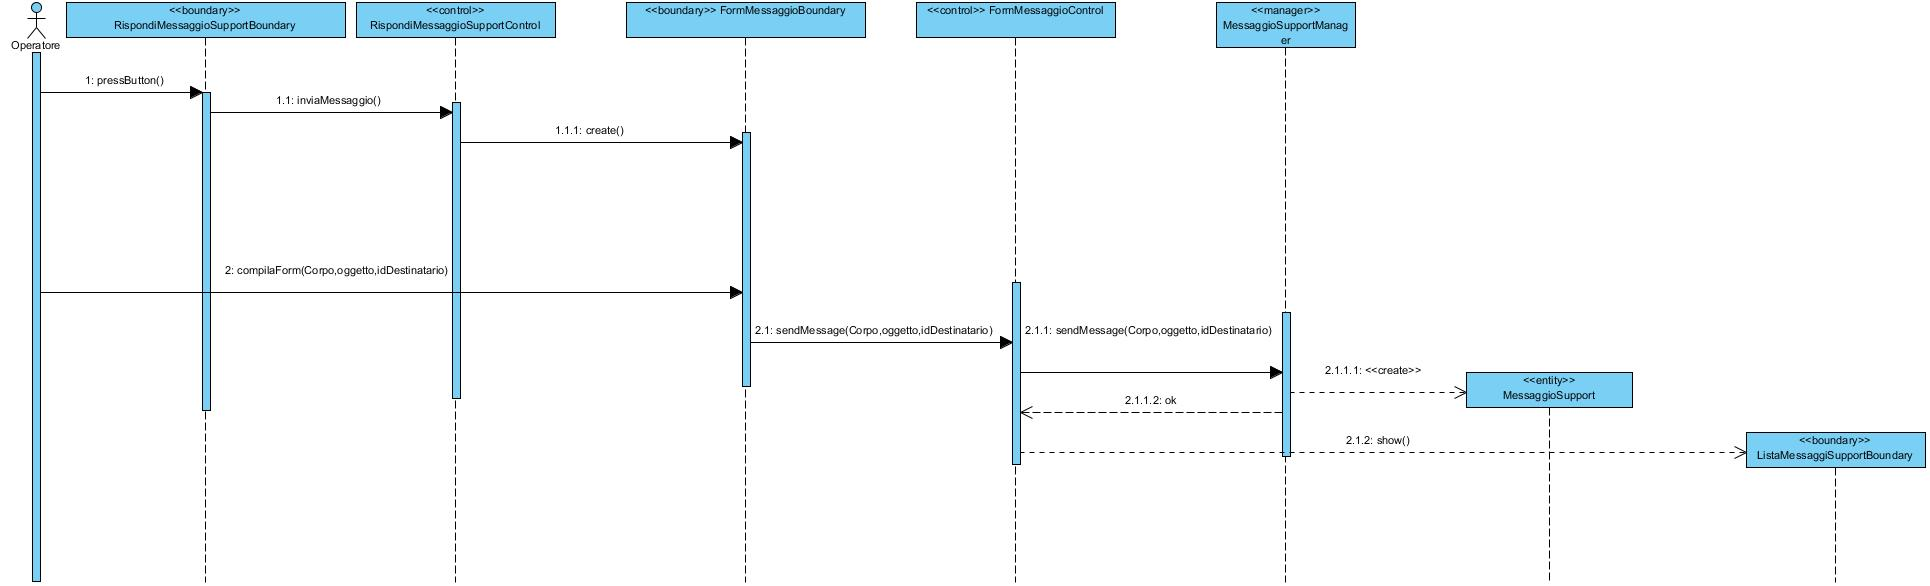 Operatore
<<boundary>>
RispondiMessaggioSupportBoundary
<<control>>
RispondiMessaggioSupportControl
<<boundary>> FormMessaggioBoundary
<<control>> FormMessaggioControl
<<manager>>
MessaggioSupportManag
er
1: pressButton()
1.1: inviaMessaggio()
1.1.1: create()
2: compilaForm(Corpo,oggetto,idDestinatario)
2.1: sendMessage(Corpo,oggetto,idDestinatario)
2.1.1: sendMessage(Corpo,oggetto,idDestinatario)
2.1.1.1: <<create>>
<<entity>>
MessaggioSupport
2.1.1.2: ok
2.1.2: show()
<<boundary>>
ListaMessaggiSupportBoundary